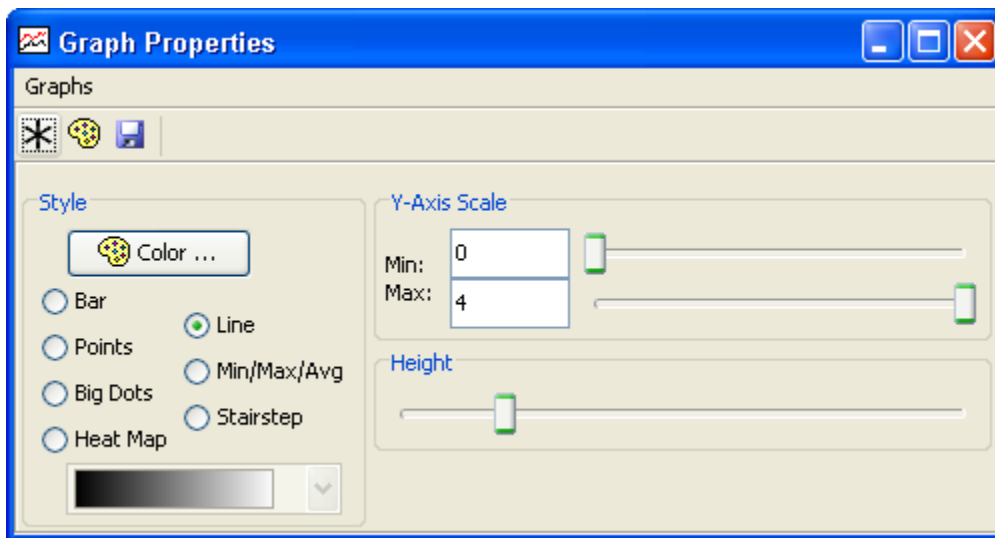 Graph Properties
Graphs
Style
Color ...
Bar
Points
Big Dots
Heat Map
Line
Min/Max/Avg
Stairstep
Y-Axis Scale
Min: 0
Max: 4
Height